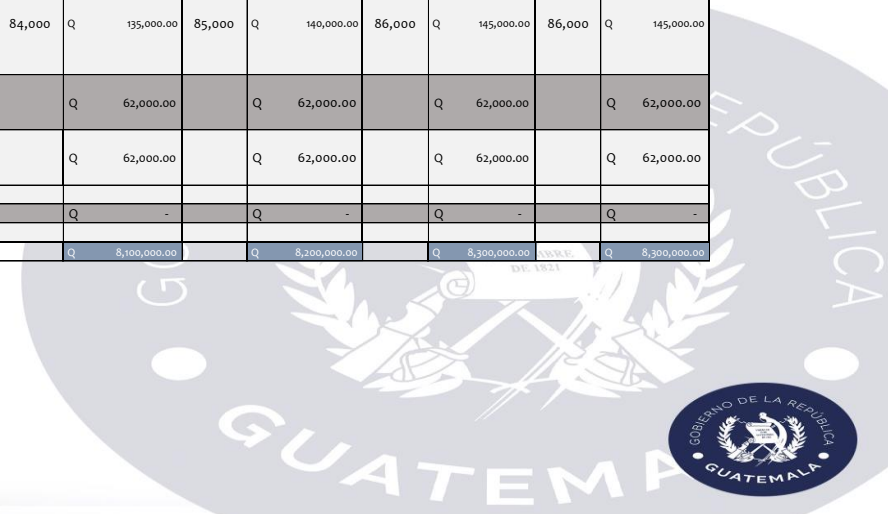 84,000 Q 135,000.00 85,000 Q 140,000.00 86,000 Q 145,000.00 86,000 Q 145,000.00
Q 62,000.00 Q 62,000.00 Q 62,000.00 Q 62,000.00
Q 62,000.00 Q 62,000.00 Q 62,000.00 Q 62,000.00
Q - Q - Q - Q -
Q 8,100,000.00 Q 8,200,000.00 Q 8,300,000.00 Q 8,300,000.00
DE 1821
REPÚBLICA
GUATEMA
GOBIERNO DE LA REPÚBLICA
GUATEMALA